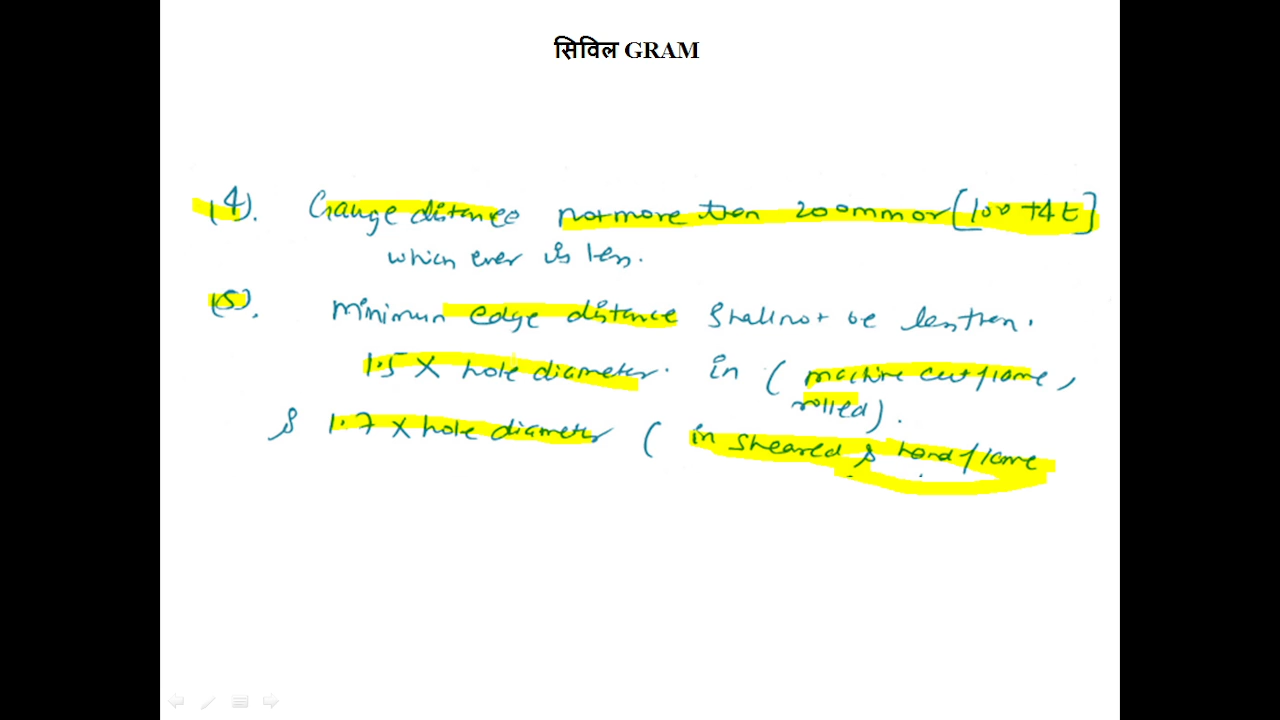 सिविल GRAM
(4). Gauge distance not more then 200mm or [100 +4t]
which ever is less.
(5). Minimum edge distance shall not be less then.
1.5 X hole diameter. in (machine cut flame,
rolled).
& 1.7 X hole diameter (in sheared & hand flame